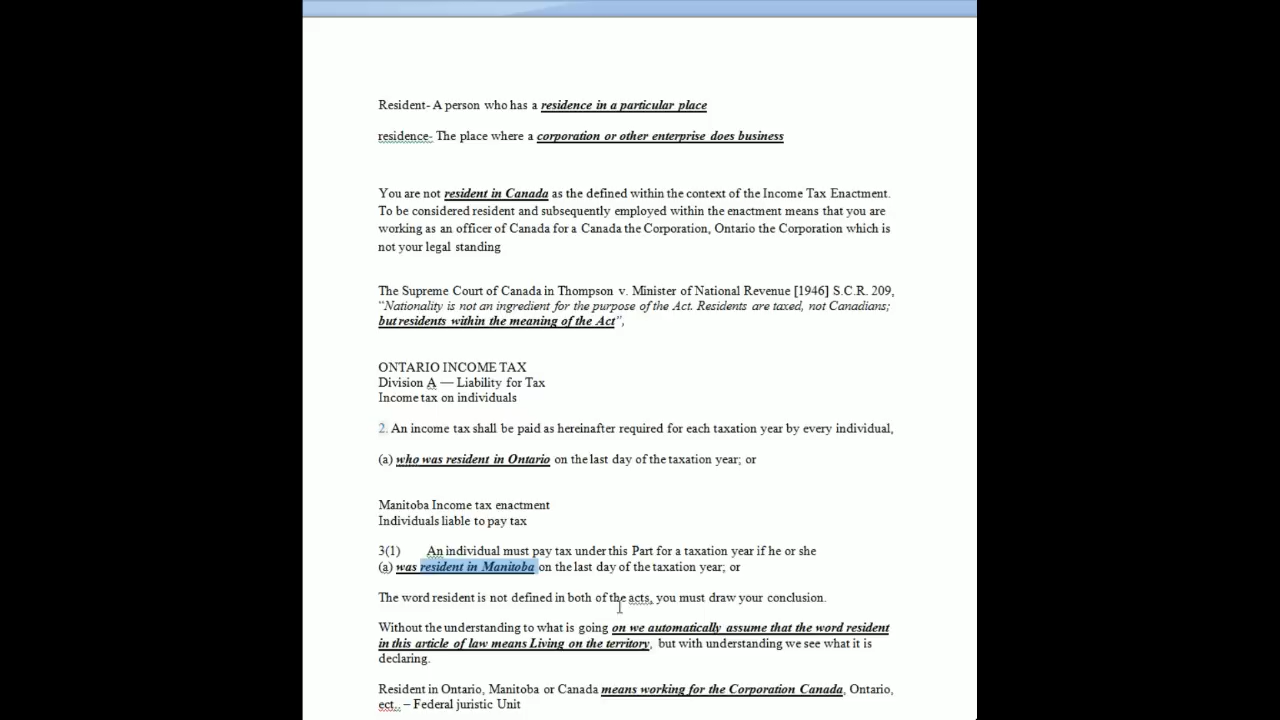 Resident- A person who has a residence in a particular place
residence- The place where a corporation or other enterprise does business
You are not resident in Canada as the defined within the context of the Income Tax Enactment.
To be considered resident and subsequently employed within the enactment means that you are
working as an officer of Canada for a Canada the Corporation, Ontario the Corporation which is
not your legal standing
The Supreme Court of Canada in Thompson v. Minister of National Revenue [1946] S.C.R. 209,
"Nationality is not an ingredient for the purpose of the Act. Residents are taxed, not Canadians;
but residents within the meaning of the Act",
ONTARIO INCOME TAX
Division A — Liability for Tax
Income tax on individuals
2. An income tax shall be paid as hereinafter required for each taxation year by every individual,
(a) who was resident in Ontario on the last day of the taxation year; or
Manitoba Income tax enactment
Individuals liable to pay tax
3(1) An individual must pay tax under this Part for a taxation year if he or she
(a) was resident in Manitoba on the last day of the taxation year; or
The word resident is not defined in both of the acts, you must draw your conclusion.
Without the understanding to what is going on we automatically assume that the word resident
in this article of law means Living on the territory, but with understanding we see what it is
declaring.
Resident in Ontario, Manitoba or Canada means working for the Corporation Canada, Ontario,
ect.. – Federal juristic Unit